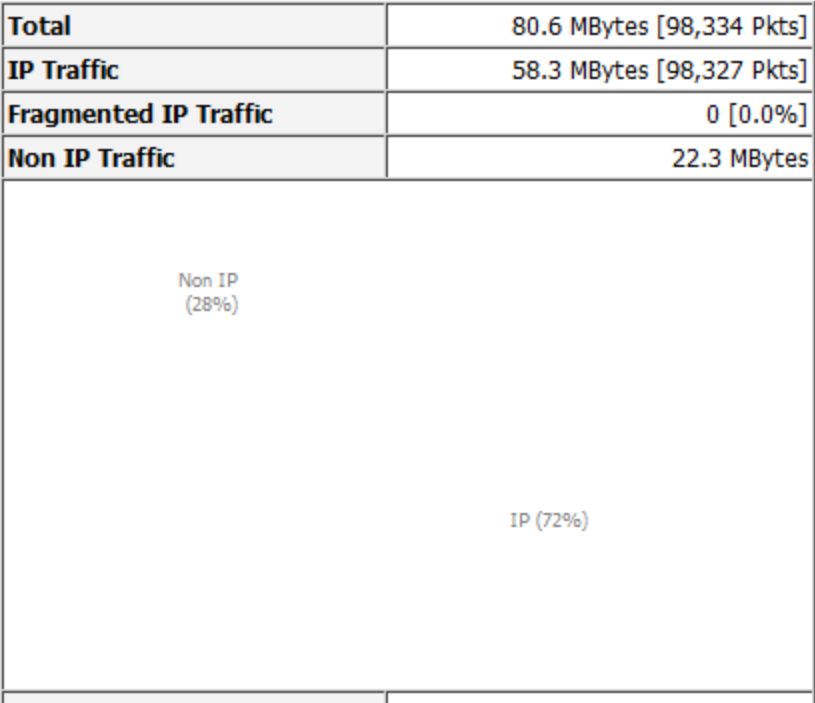 Total 80.6 MBytes [98,334 Pkts]
IP Traffic 58.3 MBytes [98,327 Pkts]
Fragmented IP Traffic 0 [0.0%]
Non IP Traffic 22.3 MBytes
Non IP
(28%)
IP (72%)